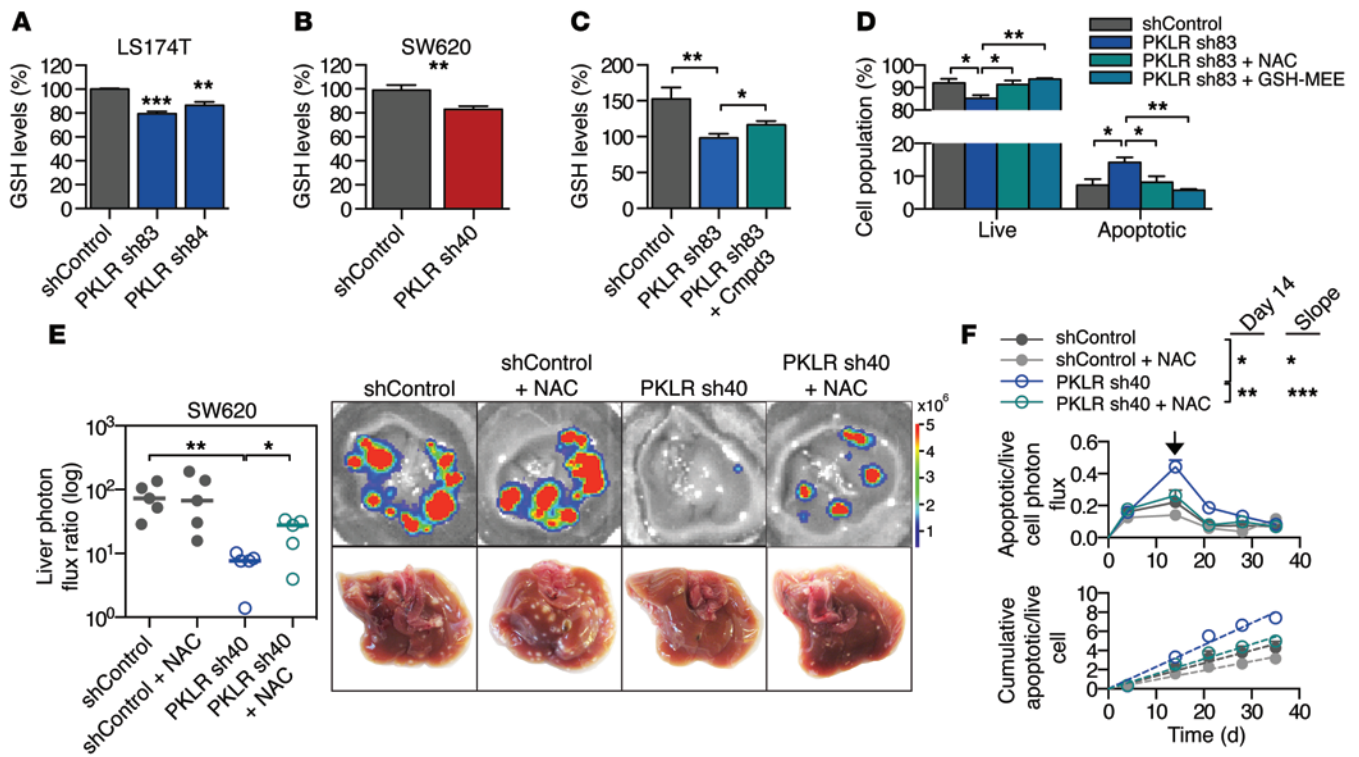 A
LS174T
GSH levels (%)
120
100
80
60
40
20
0
***
**
shControl
PKLR sh83
PKLR sh84
B
SW620
GSH levels (%)
120
100
80
60
40
20
0
**
shControl
PKLR sh40
C
GSH levels (%)
200
150
100
50
0
**
*
shControl
PKLR sh83
PKLR sh83
+ Cmpd3
D
shControl
PKLR sh83
PKLR sh83 + NAC
PKLR sh83 + GSH-MEE
Cell population (%)
100
90
80
20
10
0
*
*
**
*
*
**
Live
Apoptotic
E
SW620
Liver photon
flux ratio (log)
10³
10²
10¹
10⁰
**
*
shControl
shControl + NAC
PKLR sh40
PKLR sh40
+ NAC
shControl
shControl
+ NAC
PKLR sh40
PKLR sh40
+ NAC
x10⁶
5
4
3
2
1
F
Day 14
Slope
shControl
shControl + NAC
PKLR sh40
PKLR sh40 + NAC
*
*
**
***
Apoptotic/live
cell photon
flux
0.6
0.4
0.2
0.0
0
10
20
30
40
Cumulative
apoptotic/live
cell
10
8
6
4
2
0
0
10
20
30
40
Time (d)